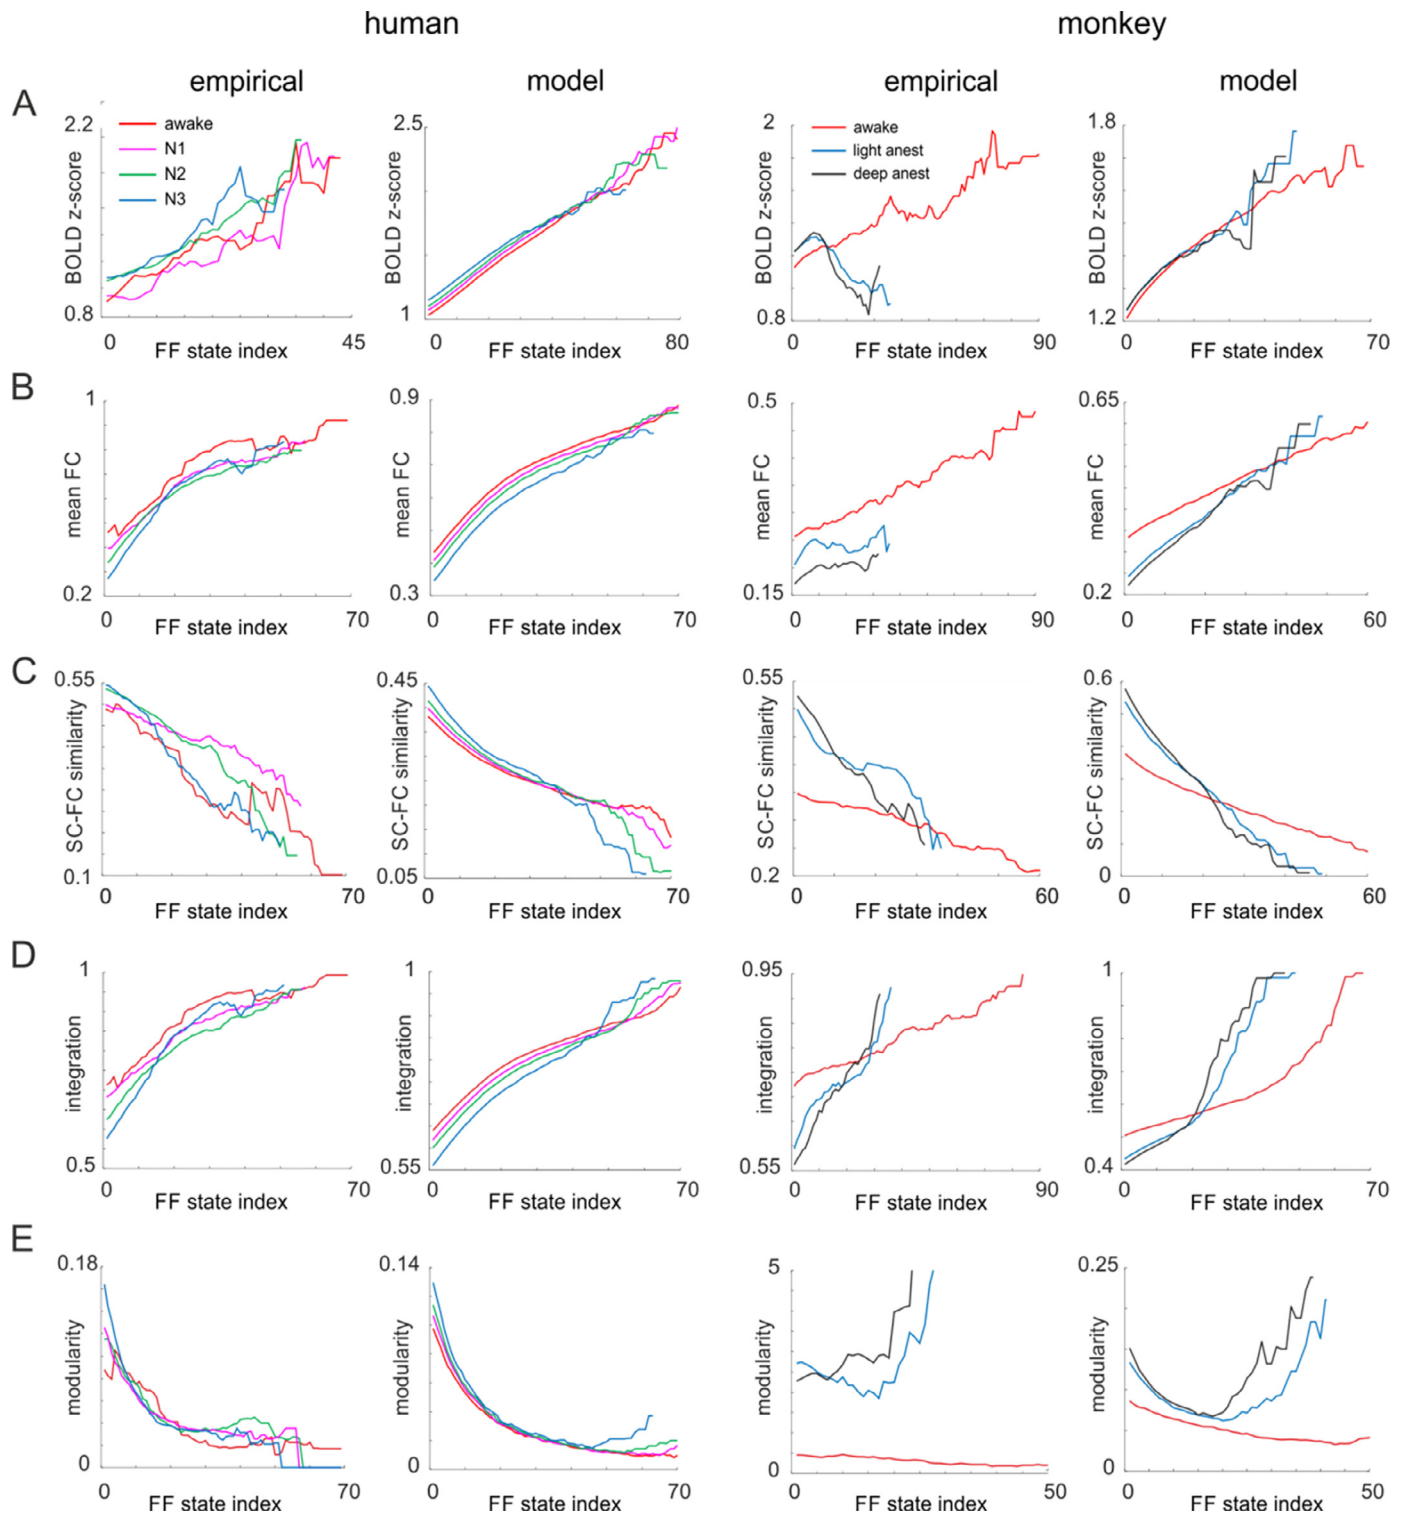 human monkey
empirical model empirical model
A
2.2 2.5 2 1.8
awake
N1
N2
N3
awake
light anest
deep anest
BOLD z-score BOLD z-score BOLD z-score BOLD z-score
0.8 1 0.8 1.2
0 45 0 80 0 90 0 70
FF state index FF state index FF state index FF state index
B
1 0.9 0.5 0.65
mean FC mean FC mean FC mean FC
0.2 0.3 0.15 0.2
0 70 0 70 0 90 0 60
FF state index FF state index FF state index FF state index
C
0.55 0.45 0.55 0.6
SC-FC similarity SC-FC similarity SC-FC similarity SC-FC similarity
0.1 0.05 0.2 0
0 70 0 70 0 60 0 60
FF state index FF state index FF state index FF state index
D
1 1 0.95 1
integration integration integration integration
0.5 0.55 0.55 0.4
0 70 0 70 0 90 0 70
FF state index FF state index FF state index FF state index
E
0.18 0.14 5 0.25
modularity modularity modularity modularity
0 0 0 0
0 70 0 70 0 50 0 50
FF state index FF state index FF state index FF state index